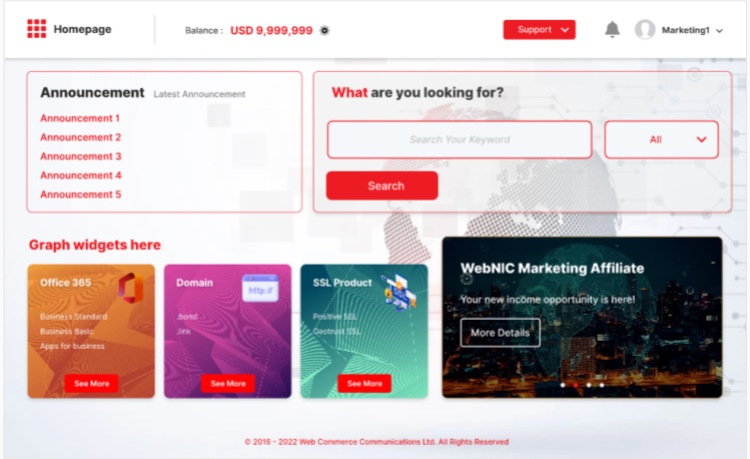 Homepage
Balance : USD 9,999,999
Support
Marketing1
Announcement Latest Announcement
Announcement 1
Announcement 2
Announcement 3
Announcement 4
Announcement 5
What are you looking for?
Search Your Keyword
All
Search
Graph widgets here
Office 365
Business Standard
Business Basic
Apps for business
See More
Domain
http://
.bond
.link
See More
SSL Product
Positive SSL
Geotrust SSL
See More
WebNIC Marketing Affiliate
Your new income opportunity is here!
More Details
© 2016 - 2022 Web Commerce Communications Ltd. All Rights Reserved